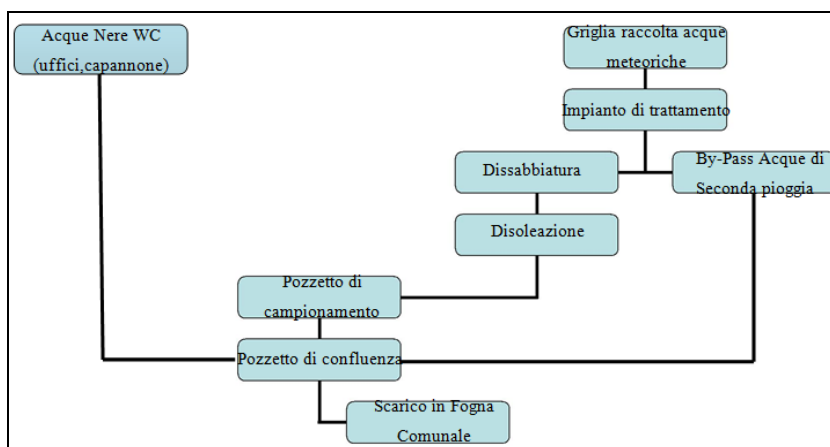 Acque Nere WC
(uffici,capannone)
Griglia raccolta acque
meteoriche
Impianto di trattamento
Dissabbiatura
By-Pass Acque di
Seconda pioggia
Disoleazione
Pozzetto di
campionamento
Pozzetto di confluenza
Scarico in Fogna
Comunale